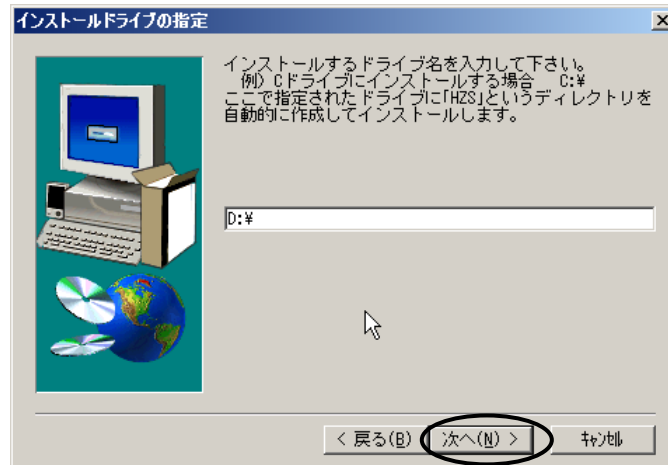 インストールドライブの指定
インストールするドライブ名を入力して下さい。
例) Cドライブにインストールする場合 C:¥
ここで指定されたドライブに「HZS」というディレクトリを
自動的に作成してインストールします。
D:¥
< 戻る(B) 次へ(N) > キャンセル